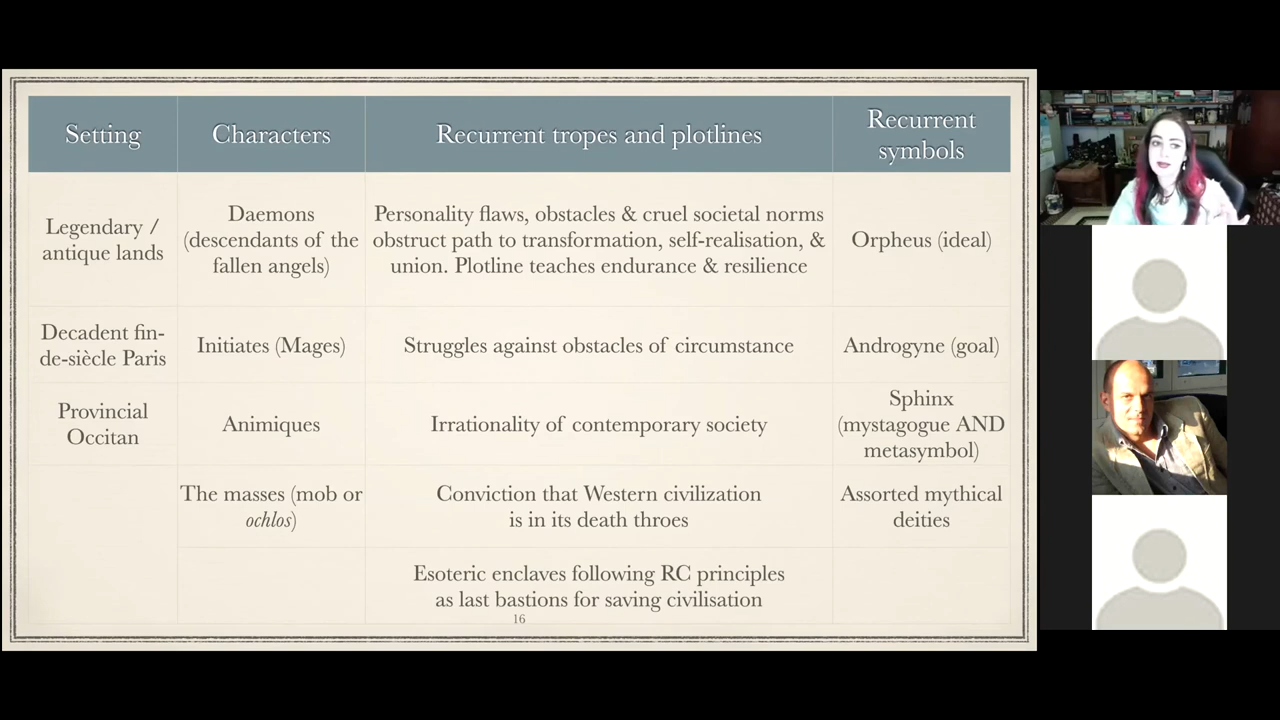 Setting
Characters
Recurrent tropes and plotlines
Recurrent
symbols
Legendary /
antique lands
Daemons
(descendants of the
fallen angels)
Personality flaws, obstacles & cruel societal norms
obstruct path to transformation, self-realisation, &
union. Plotline teaches endurance & resilience
Orpheus (ideal)
Decadent fin-
de-siècle Paris
Initiates (Mages)
Struggles against obstacles of circumstance
Androgyne (goal)
Provincial
Occitan
Animiques
Irrationality of contemporary society
Sphinx
(mystagogue AND
metasymbol)
The masses (mob or
ochlos)
Conviction that Western civilization
is in its death throes
Assorted mythical
deities
Esoteric enclaves following RC principles
as last bastions for saving civilisation
16